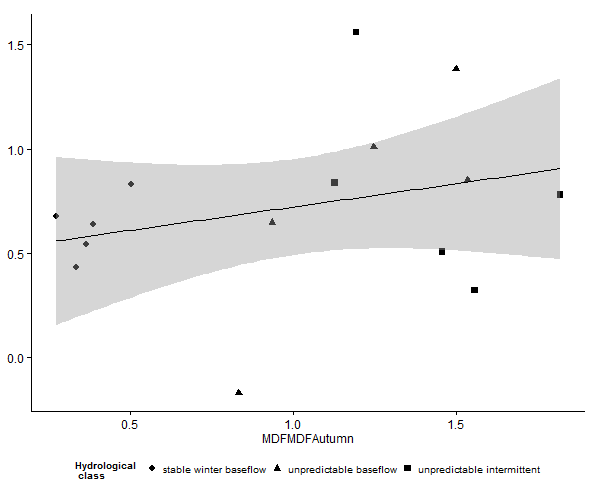 1.5
1.0
0.5
0.0
0.5 1.0 1.5
MDFMDFAutumn
Hydrological
class
stable winter baseflow unpredictable baseflow unpredictable intermittent